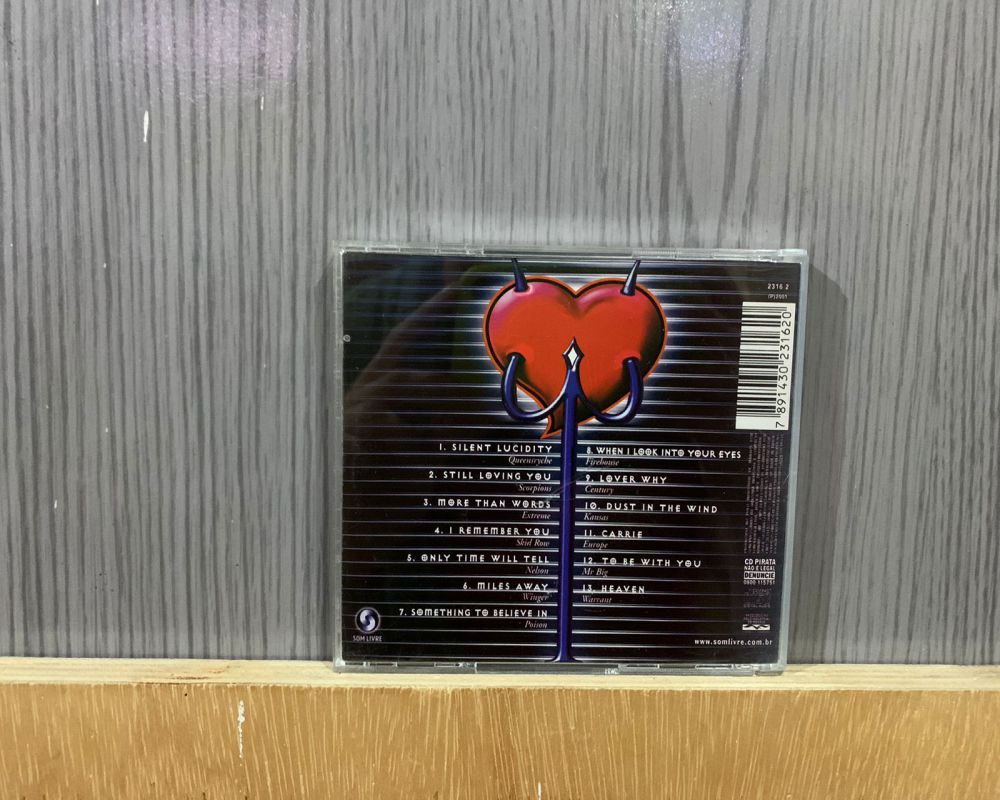 2316 2
(P)2001
7 891430 231620
1. SILENT LUCIDITY
Queensryche
2. STILL LOVING YOU
Scorpions
3. MORE THAN WORDS
Extreme
4. I REMEMBER YOU
Skid Row
5. ONLY TIME WILL TELL
Nelson
6. MILES AWAY
Winger
7. SOMETHING TO BELIEVE IN
Poison
8. WHEN I LOOK INTO YOUR EYES
Firehouse
9. LOVER WHY
Century
10. DUST IN THE WIND
Kansas
11. CARRIE
Europe
12. TO BE WITH YOU
Mr Big
13. HEAVEN
Warrant
CD PIRATA
NÃO É LEGAL
DENUNCIE
0800 115751
SOM LIVRE
www.somlivre.com.br